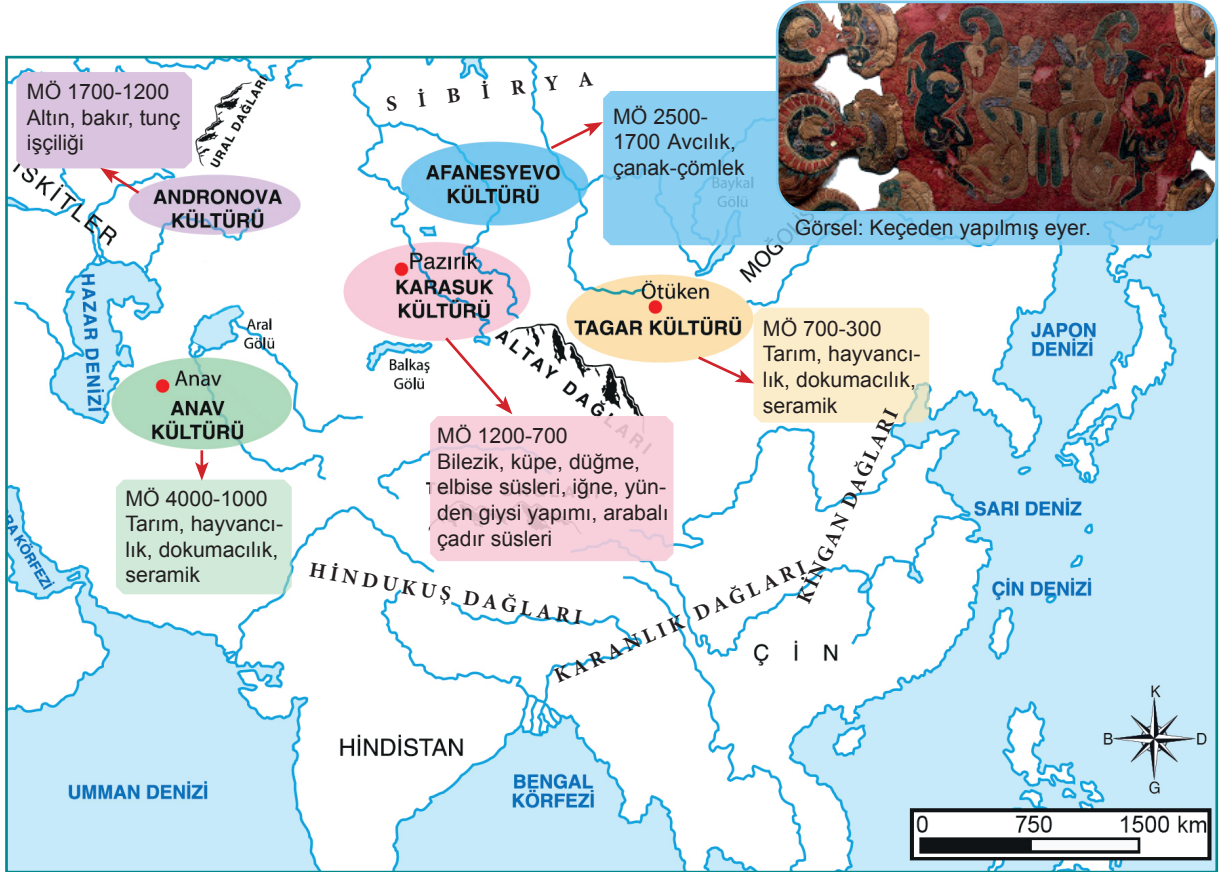 MÖ 1700-1200
Altın, bakır, tunç
işçiliği
URAL DAĞLARI
SİBİRYA
MÖ 2500-
1700 Avcılık,
çanak-çömlek
Baykal
Gölü
Görsel: Keçeden yapılmış eyer.
İSKİTLER
ANDRONOVA
KÜLTÜRÜ
AFANESYEVO
KÜLTÜRÜ
Pazırık
KARASUK
KÜLTÜRÜ
Ötüken
TAGAR KÜLTÜRÜ
HAZAR DENİZİ
Aral
Gölü
Balkaş
Gölü
ALTAY DAĞLARI
MÖ 700-300
Tarım, hayvancı-
lık, dokumacılık,
seramik
JAPON
DENİZİ
Anav
ANAV
KÜLTÜRÜ
MÖ 1200-700
Bilezik, küpe, düğme,
elbise süsleri, iğne, yün-
den giysi yapımı, arabalı
çadır süsleri
MÖ 4000-1000
Tarım, hayvancı-
lık, dokumacılık,
seramik
KÖRFEZİ
HİNDUKUŞ DAĞLARI
KARANLIK DAĞLARI
KİNGAN DAĞLARI
SARI DENİZ
ÇİN DENİZİ
ÇİN
HİNDİSTAN
UMMAN DENİZİ
BENGAL
KÖRFEZİ
K
B
D
G
0 750 1500 km